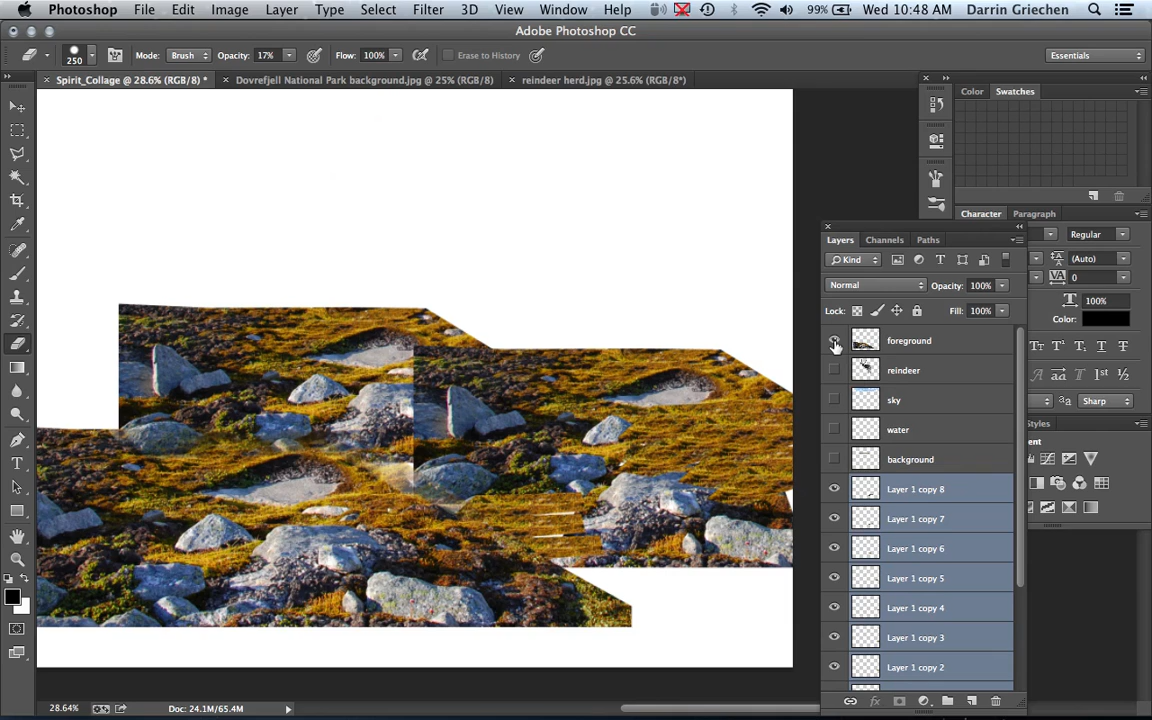 Photoshop File Edit Image Layer Type Select Filter 3D View Window Help 99% Wed 10:48 AM Darrin Griechen
Adobe Photoshop CC
250 Mode: Brush Opacity: 17% Flow: 100% Erase to History Essentials
× Spirit_Collage @ 28.6% (RGB/8) * × Dovrefjell National Park background.jpg @ 25% (RGB/8) × reindeer herd.jpg @ 25.6% (RGB/8*)
Color Swatches
Character Paragraph
Regular
Layers Channels Paths
Kind T (Auto)
0
Normal Opacity: 100%
100%
Lock: Fill: 100%
Color:
foreground
reindeer
sky
Sharp
water
Styles
background
Layer 1 copy 8
Layer 1 copy 7
Layer 1 copy 6
Layer 1 copy 5
Layer 1 copy 4
Layer 1 copy 3
Layer 1 copy 2
28.64% Doc: 24.1M/65.4M fx